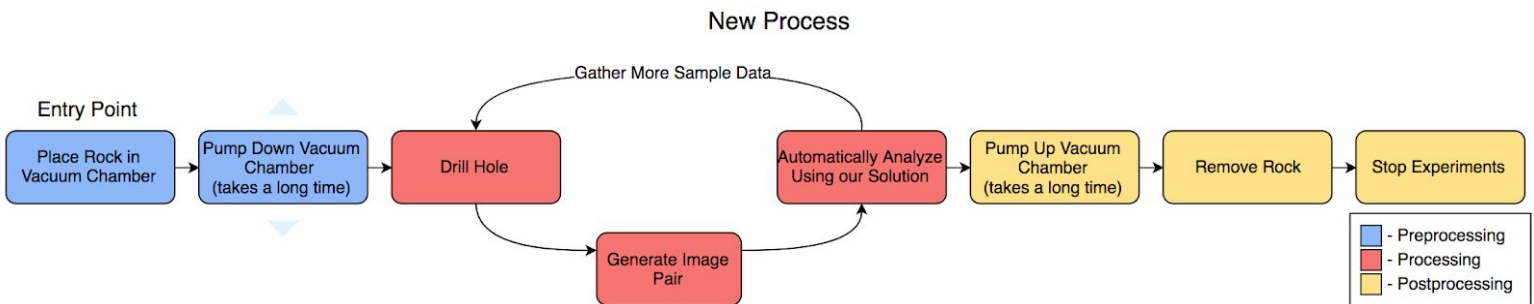 New Process
Gather More Sample Data
Entry Point
Place Rock in
Vacuum Chamber
Pump Down Vacuum
Chamber
(takes a long time)
Drill Hole
Generate Image
Pair
Automatically Analyze
Using our Solution
Pump Up Vacuum
Chamber
(takes a long time)
Remove Rock
Stop Experiments
- Preprocessing
- Processing
- Postprocessing